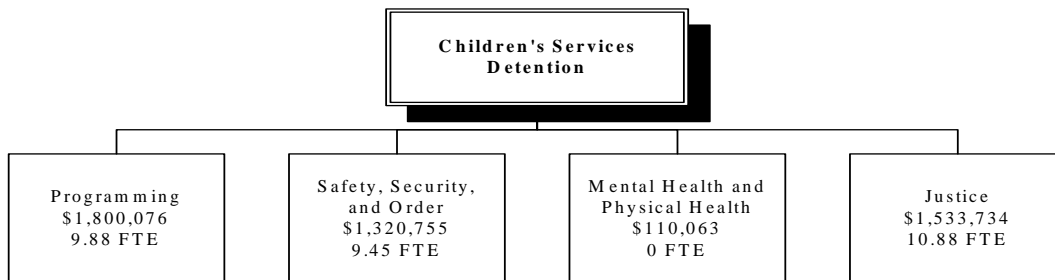 Children's Services
Detention
Programming
$1,800,076
9.88 FTE
Safety, Security,
and Order
$1,320,755
9.45 FTE
Mental Health and
Physical Health
$110,063
0 FTE
Justice
$1,533,734
10.88 FTE